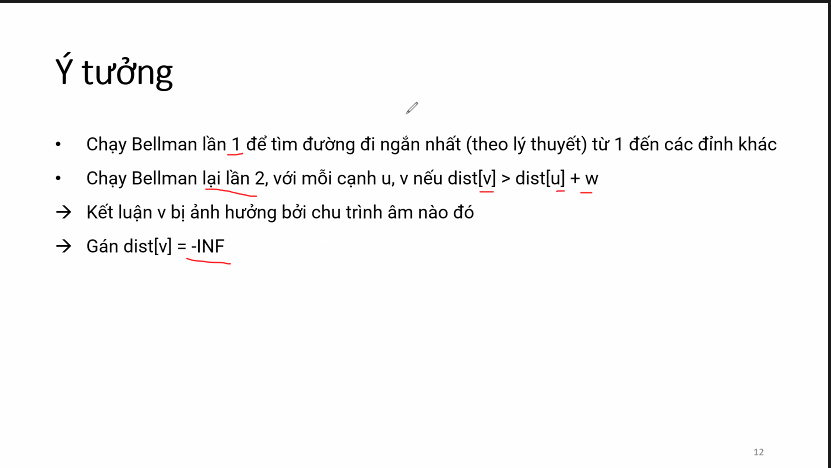 Ý tưởng
• Chạy Bellman lần 1 để tìm đường đi ngắn nhất (theo lý thuyết) từ 1 đến các đỉnh khác
• Chạy Bellman lại lần 2, với mỗi cạnh u, v nếu dist[v] > dist[u] + w
→ Kết luận v bị ảnh hưởng bởi chu trình âm nào đó
→ Gán dist[v] = -INF
12